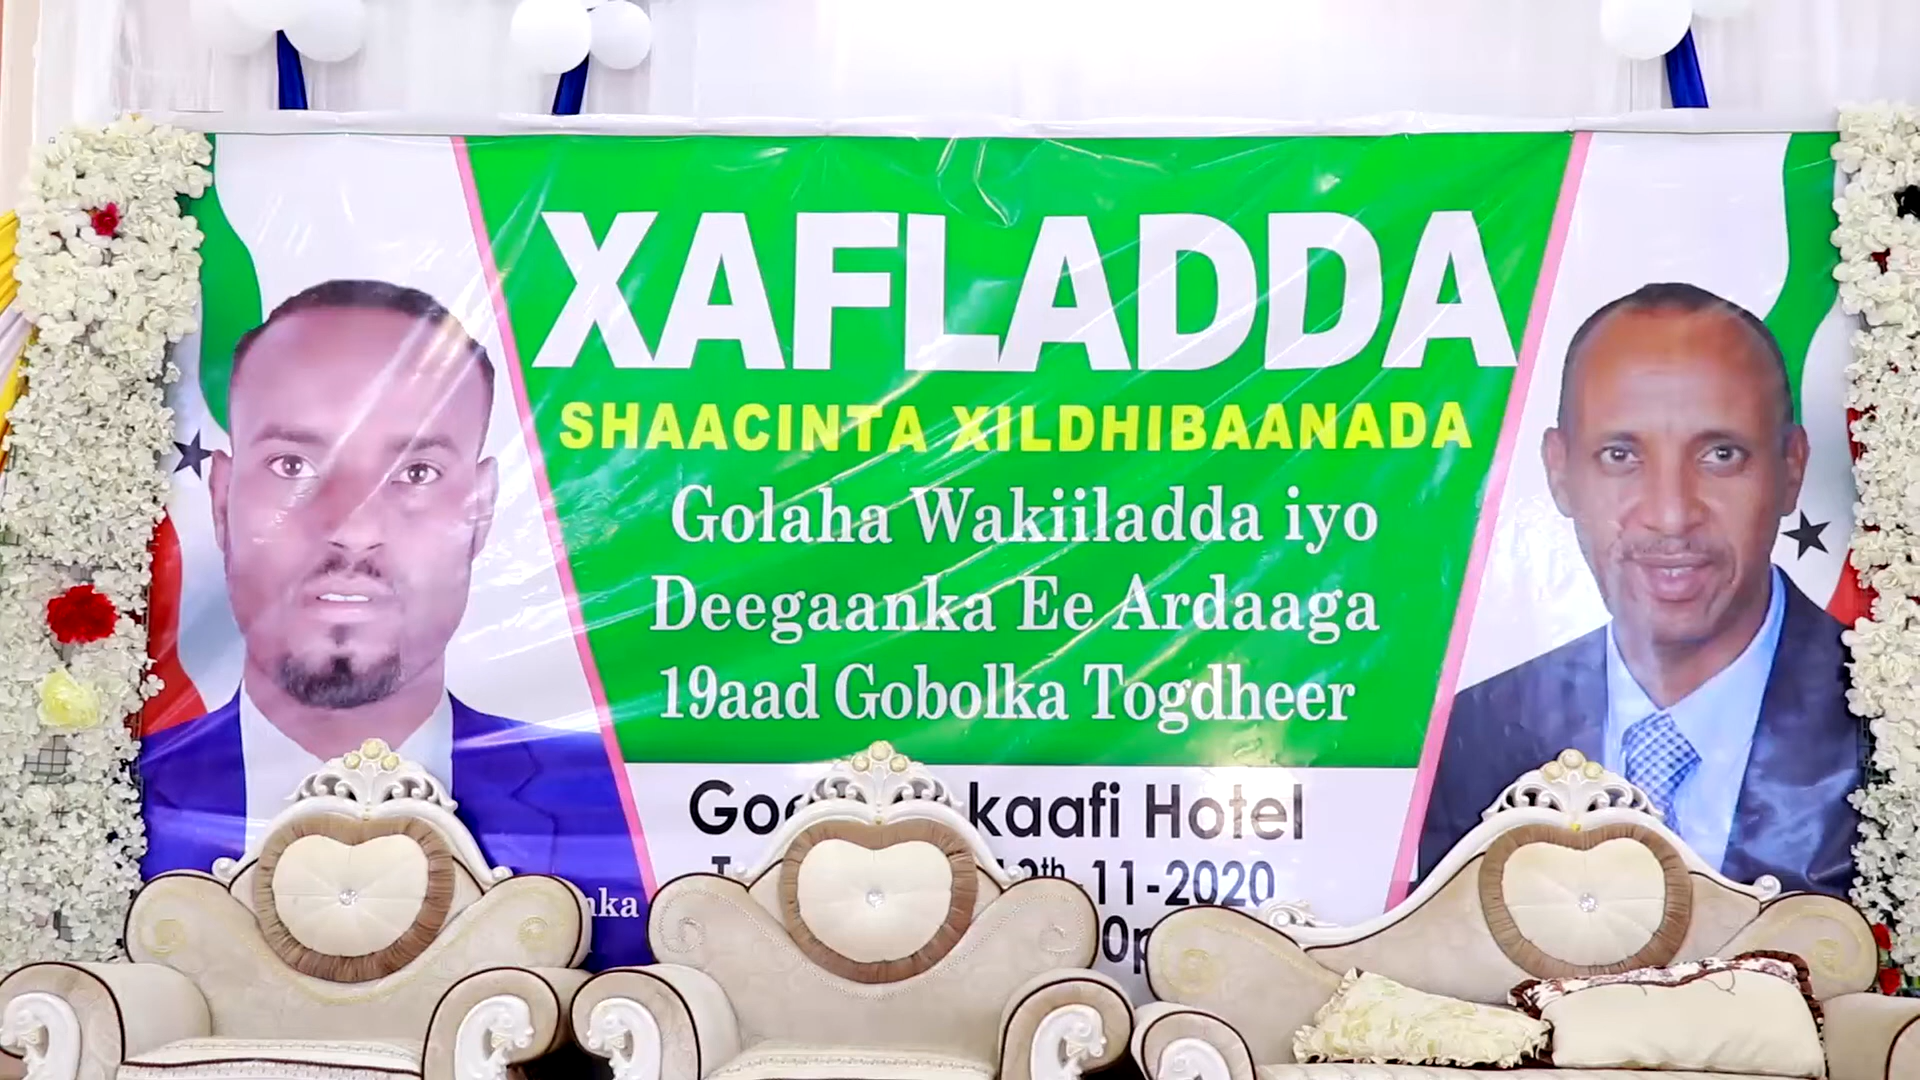 XAFLADDA
SHAACINTA XILDHIBAANADA
Golaha Wakiiladda iyo
Deegaanka Ee Ardaaga
19aad Gobolka Togdheer
kaafi Hotel
-11-2020